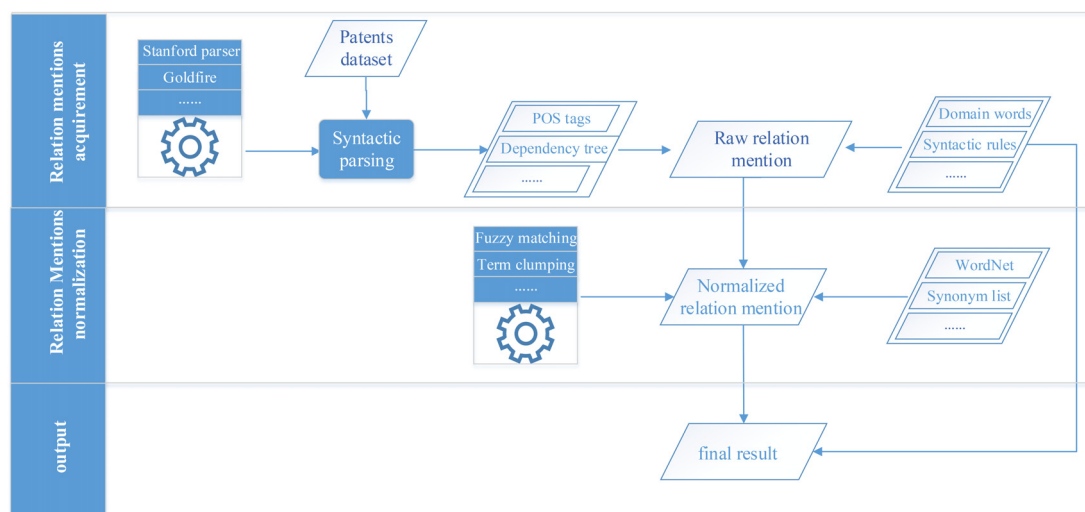 Relation mentions
acquirement
Stanford parser
Goldfire
......
Patents
dataset
Syntactic
parsing
POS tags
Dependency tree
......
Raw relation
mention
Domain words
Syntactic rules
......
Relation Mentions
normalization
Fuzzy matching
Term clumping
......
Normalized
relation mention
WordNet
Synonym list
......
output
final result